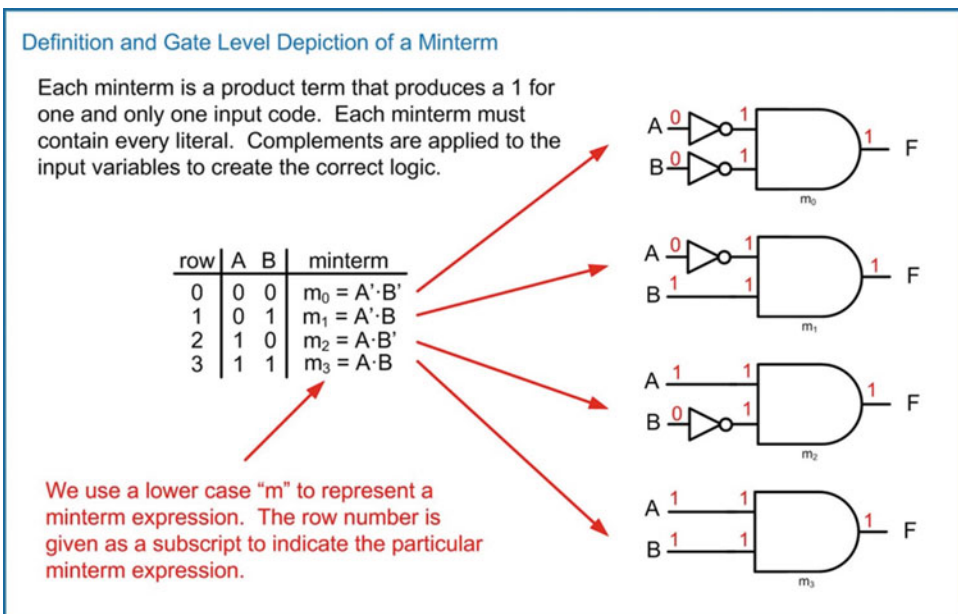 Definition and Gate Level Depiction of a Minterm
Each minterm is a product term that produces a 1 for
one and only one input code. Each minterm must
contain every literal. Complements are applied to the
input variables to create the correct logic.
row A B minterm
0 0 0 m₀ = A'·B'
1 0 1 m₁ = A'·B
2 1 0 m₂ = A·B'
3 1 1 m₃ = A·B
We use a lower case “m” to represent a
minterm expression. The row number is
given as a subscript to indicate the particular
minterm expression.
A 0 1
1 F
B 0 1
m₀
A 0 1
1 F
B 1 1
m₁
A 1 1
1 F
B 0 1
m₂
A 1 1
1 F
B 1 1
m₃